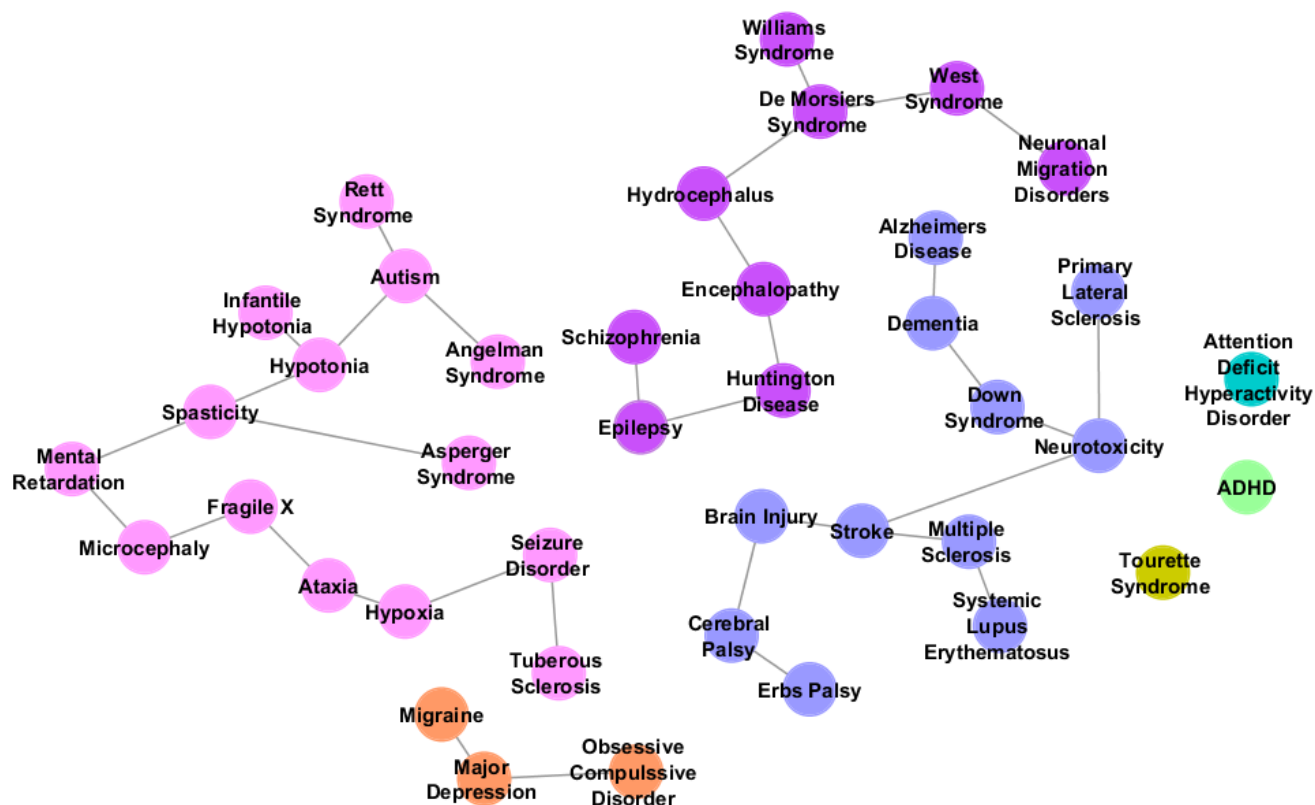 Williams
Syndrome
De Morsiers
Syndrome
West
Syndrome
Neuronal
Migration
Disorders
Hydrocephalus
Rett
Syndrome
Alzheimers
Disease
Autism
Primary
Lateral
Sclerosis
Encephalopathy
Infantile
Hypotonia
Dementia
Schizophrenia
Hypotonia
Angelman
Syndrome
Attention
Deficit
Hyperactivity
Disorder
Huntington
Disease
Down
Syndrome
Spasticity
Epilepsy
Neurotoxicity
Mental
Retardation
Asperger
Syndrome
ADHD
Fragile X
Brain Injury
Stroke
Multiple
Sclerosis
Microcephaly
Seizure
Disorder
Tourette
Syndrome
Ataxia
Hypoxia
Systemic
Lupus
Erythematosus
Cerebral
Palsy
Tuberous
Sclerosis
Erbs Palsy
Migraine
Major
Depression
Obsessive
Compulssive
Disorder